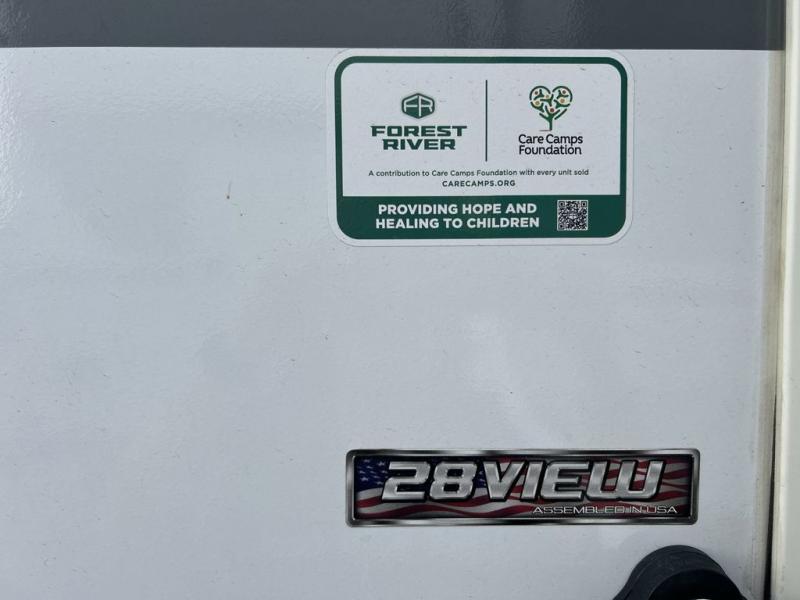 FR
FOREST
RIVER
Care Camps
Foundation
A contribution to Care Camps Foundation with every unit sold
CARECAMPS.ORG
PROVIDING HOPE AND
HEALING TO CHILDREN
28VIEW
ASSEMBLED IN USA